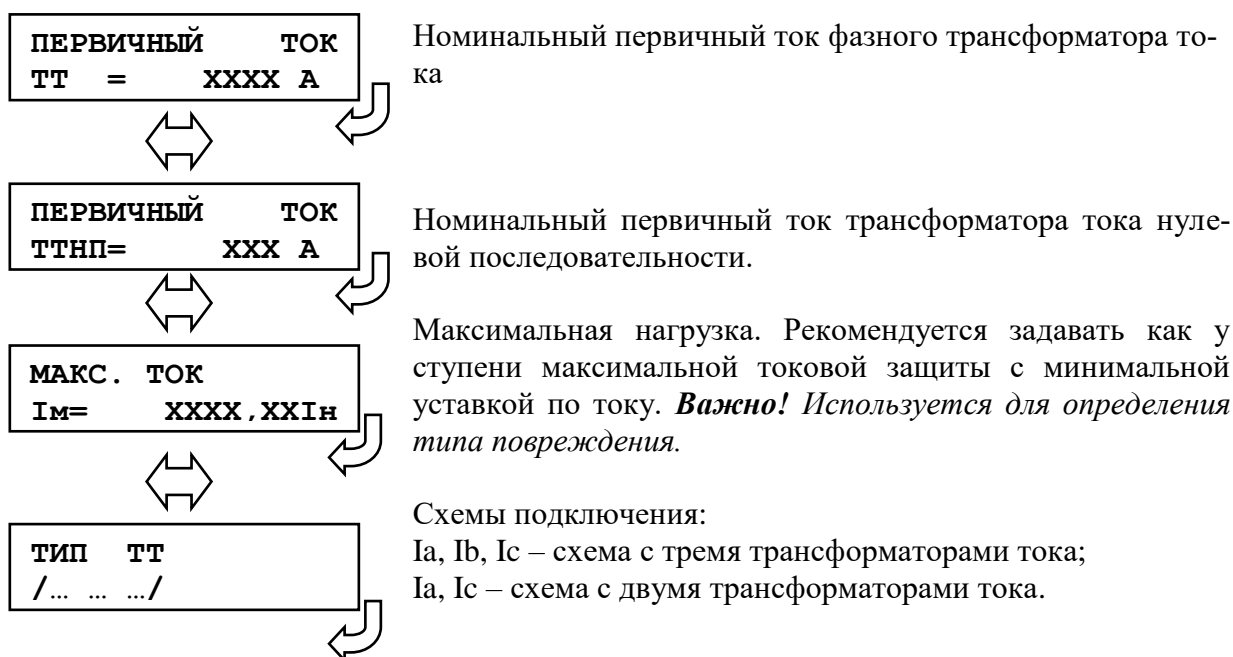 ПЕРВИЧНЫЙ ТОК
ТТ = XXXX А
Номинальный первичный ток фазного трансформатора то-
ка
ПЕРВИЧНЫЙ ТОК
ТТНП= XXX А
Номинальный первичный ток трансформатора тока нуле-
вой последовательности.
МАКС. ТОК
Iм= XXXX,XXIн
Максимальная нагрузка. Рекомендуется задавать как у
ступени максимальной токовой защиты с минимальной
уставкой по току. Важно! Используется для определения
типа повреждения.
ТИП ТТ
/… … …/
Схемы подключения:
Ia, Ib, Ic – схема с тремя трансформаторами тока;
Ia, Ic – схема с двумя трансформаторами тока.